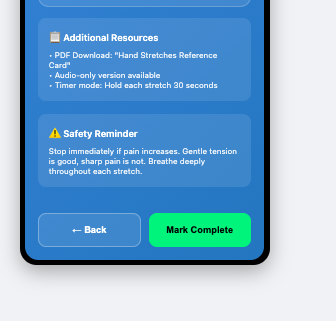 📋 Additional Resources
• PDF Download: "Hand Stretches Reference
Card"
• Audio-only version available
• Timer mode: Hold each stretch 30 seconds
⚠️ Safety Reminder
Stop immediately if pain increases. Gentle tension
is good, sharp pain is not. Breathe deeply
throughout each stretch.
← Back
Mark Complete